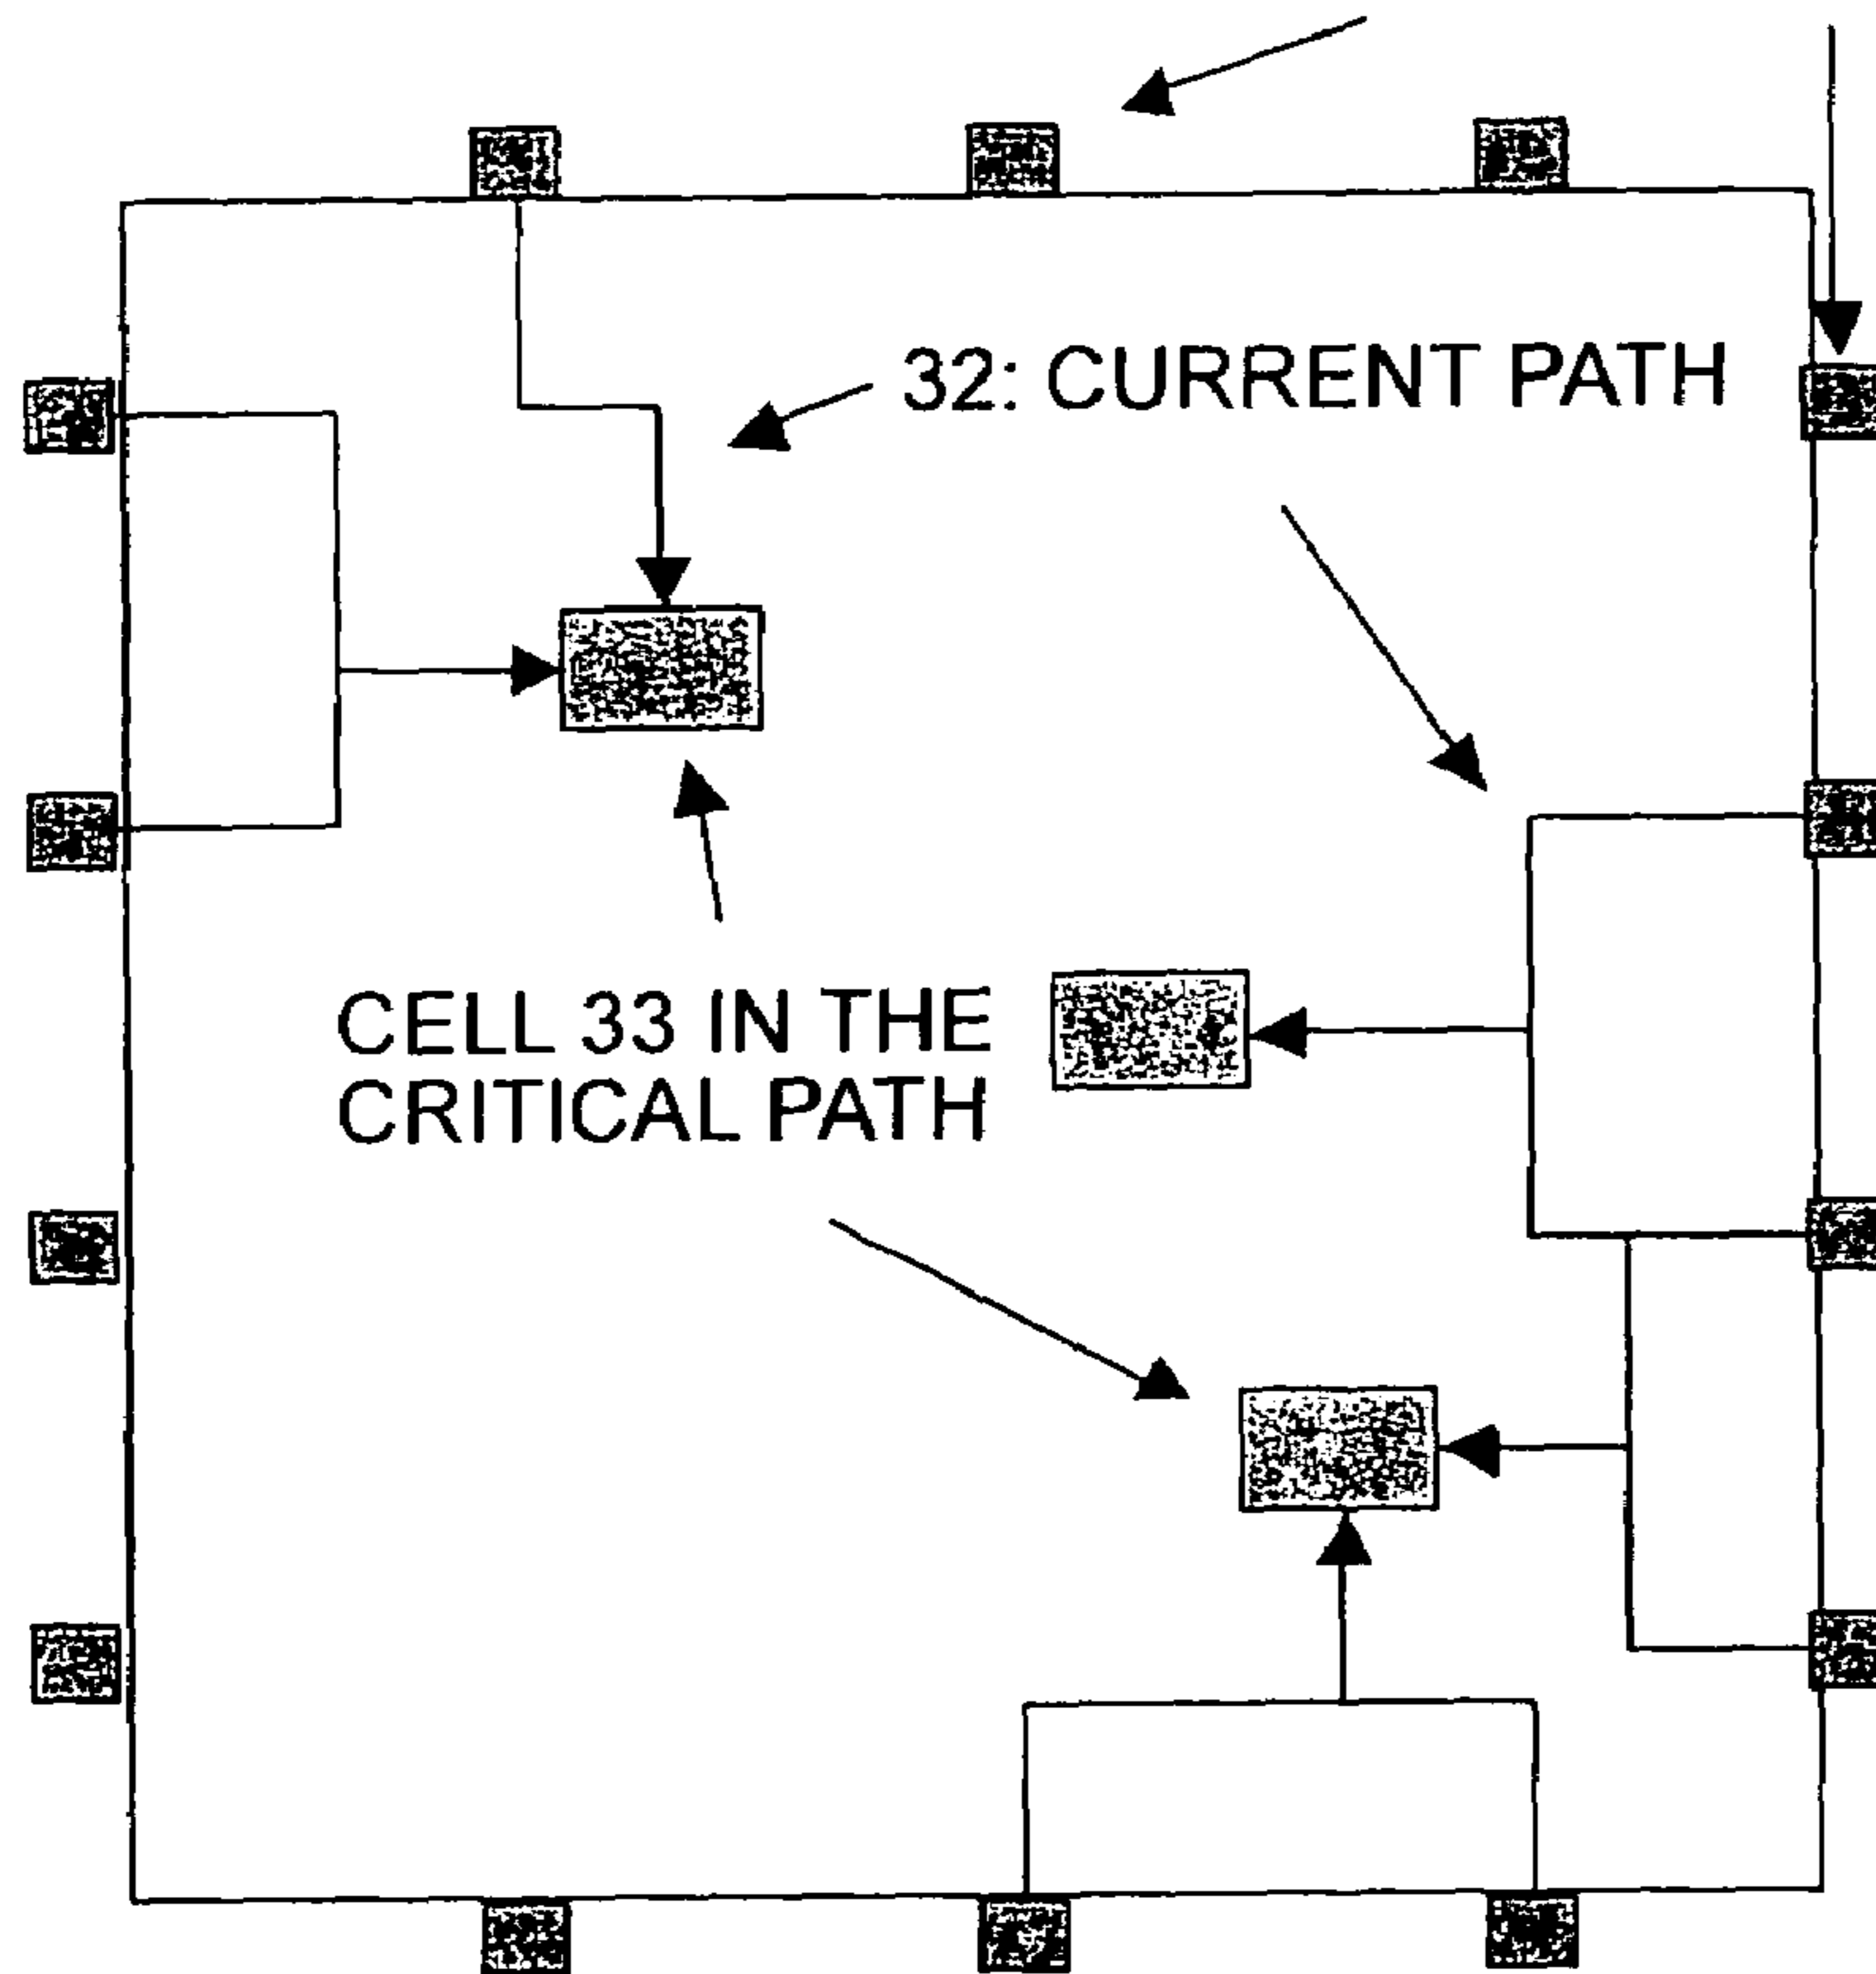 32: CURRENT PATH
CELL 33 IN THE
CRITICAL PATH